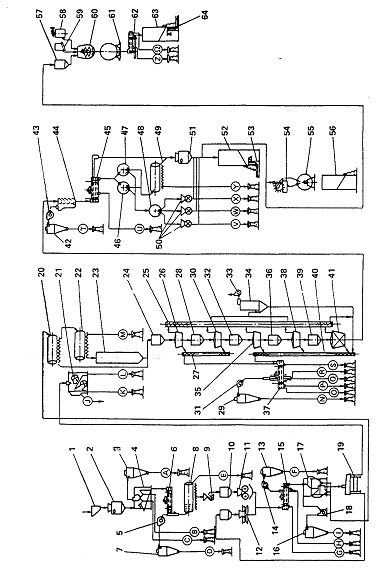 1
2
3
4
5
6
7
8
9
10
11
12
13
14
15
16
17
18
19
A
B
C
D
E
F
G
H
20
21
22
23
24
25
26
27
28
29
30
31
32
33
34
35
36
37
38
39
40
41
J
K
L
M
N
O
R
S
42
43
44
45
46
47
48
49
50
51
52
53
54
55
56
T
U
V
W
X
Y
57
58
59
60
61
62
63
64
Z